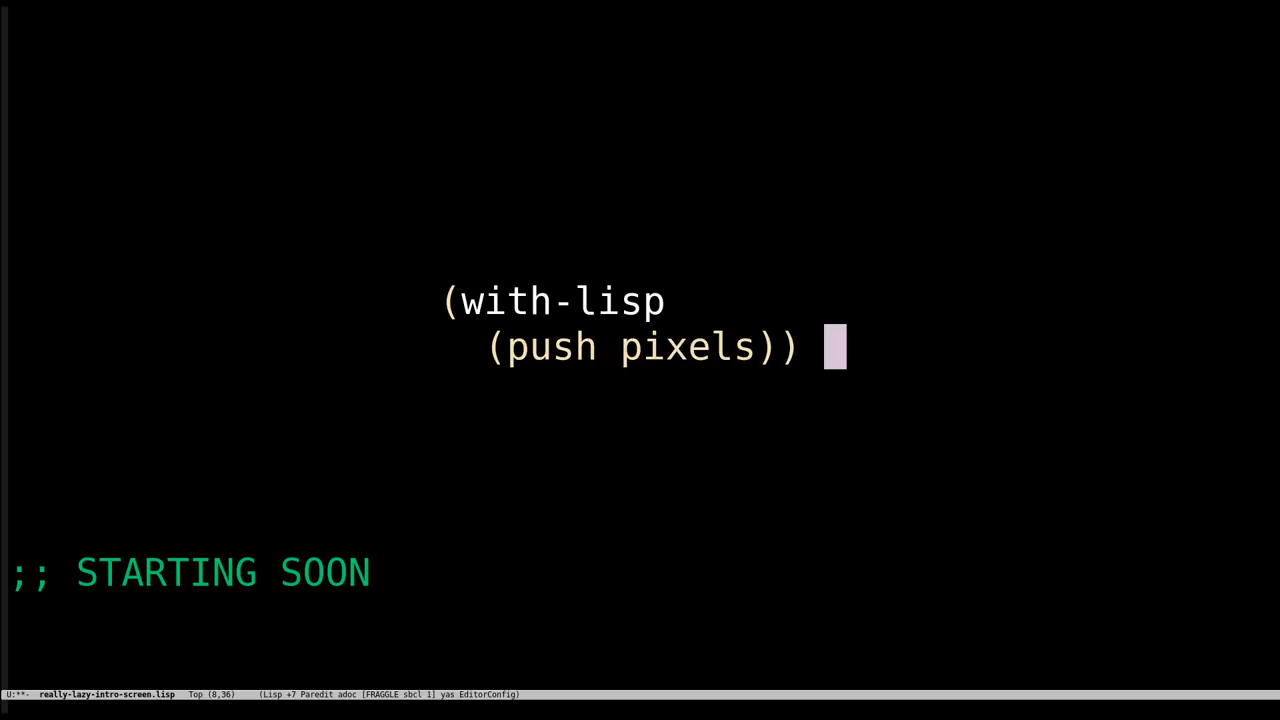 (with-lisp
(push pixels))
;; STARTING SOON
U:**- really-lazy-intro-screen.lisp Top (8,36) (Lisp +7 Paredit adoc [FRAGGLE sbcl 1] yas EditorConfig)